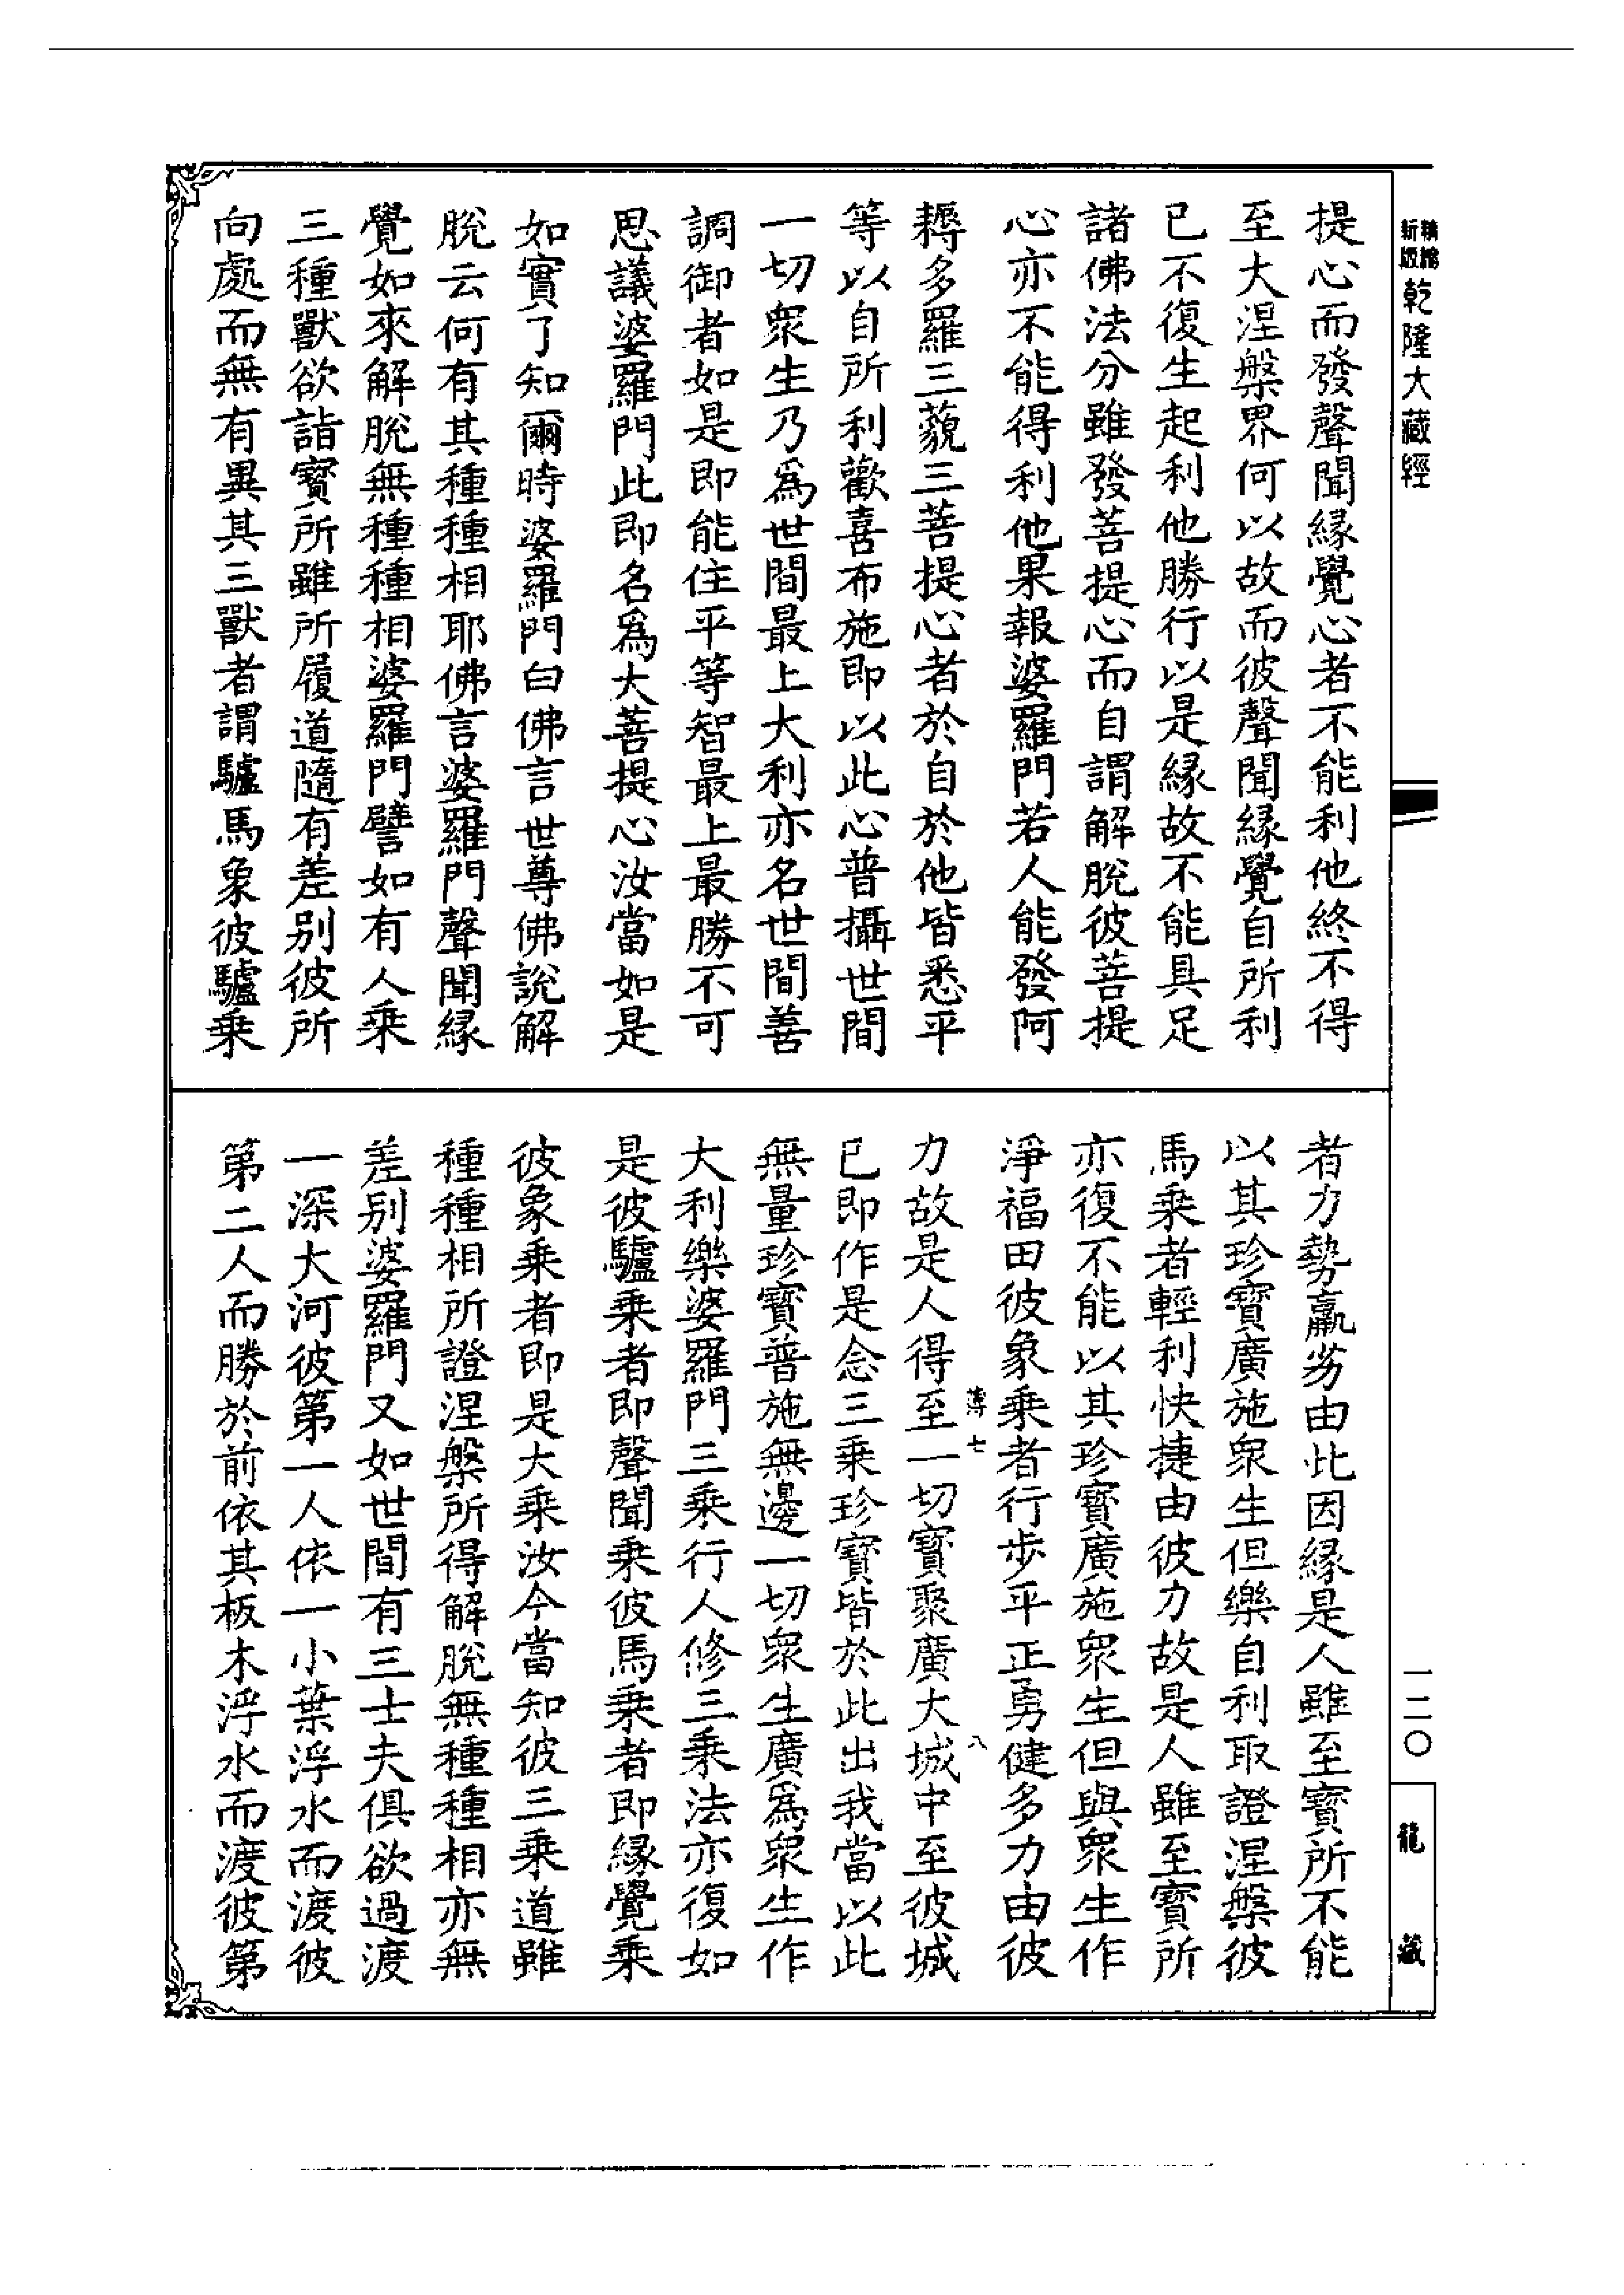 新版精縮乾隆大藏經
提心而發聲聞緣覺心者不能利他終不得
至大涅槃界何以故而彼聲聞緣覺自所利
已不復生起利他勝行以是緣故不能具足
諸佛法分雖發菩提心而自謂解脫彼菩提
心亦不能得利他果報婆羅門若人能發阿
耨多羅三藐三菩提心者於自於他皆悉平
等以自所利歡喜布施即以此心普攝世間
一切衆生乃爲世間最上大利亦名世間善
調御者如是即能住平等智最上最勝不可
思議婆羅門此即名爲大菩提心汝當如是
如實了知爾時婆羅門白佛言世尊佛說解
脫云何有其種種相耶佛言婆羅門聲聞緣
覺如來解脫無種種相婆羅門譬如有人乘
三種獸欲詣寶所雖所履道隨有差別彼所
向處而無有異其三獸者謂驢馬象彼驢乘
者力勢羸劣由此因緣是人雖至寶所不能
以其珍寶廣施衆生但樂自利取證涅槃彼
馬乘者輕利快捷由彼力故是人雖至寶所
亦復不能以其珍寶廣施衆生但與衆生作
淨福田彼象乘者行步平正勇健多力由彼
薄七 八
力故是人得至一切寶聚廣大城中至彼城
已即作是念三乘珍寶皆於此出我當以此
無量珍寶普施無邊一切衆生廣爲衆生作
大利樂婆羅門三乘行人修三乘法亦復如
是彼驢乘者即聲聞乘彼馬乘者即緣覺乘
彼象乘者即是大乘汝今當知彼三乘道雖
種種相所證涅槃所得解脫無種種相亦無
差別婆羅門又如世間有三士夫俱欲過渡
一深大河彼第一人依一小葉浮水而渡彼
第二人而勝於前依其板木浮水而渡彼第
一二〇
龍藏